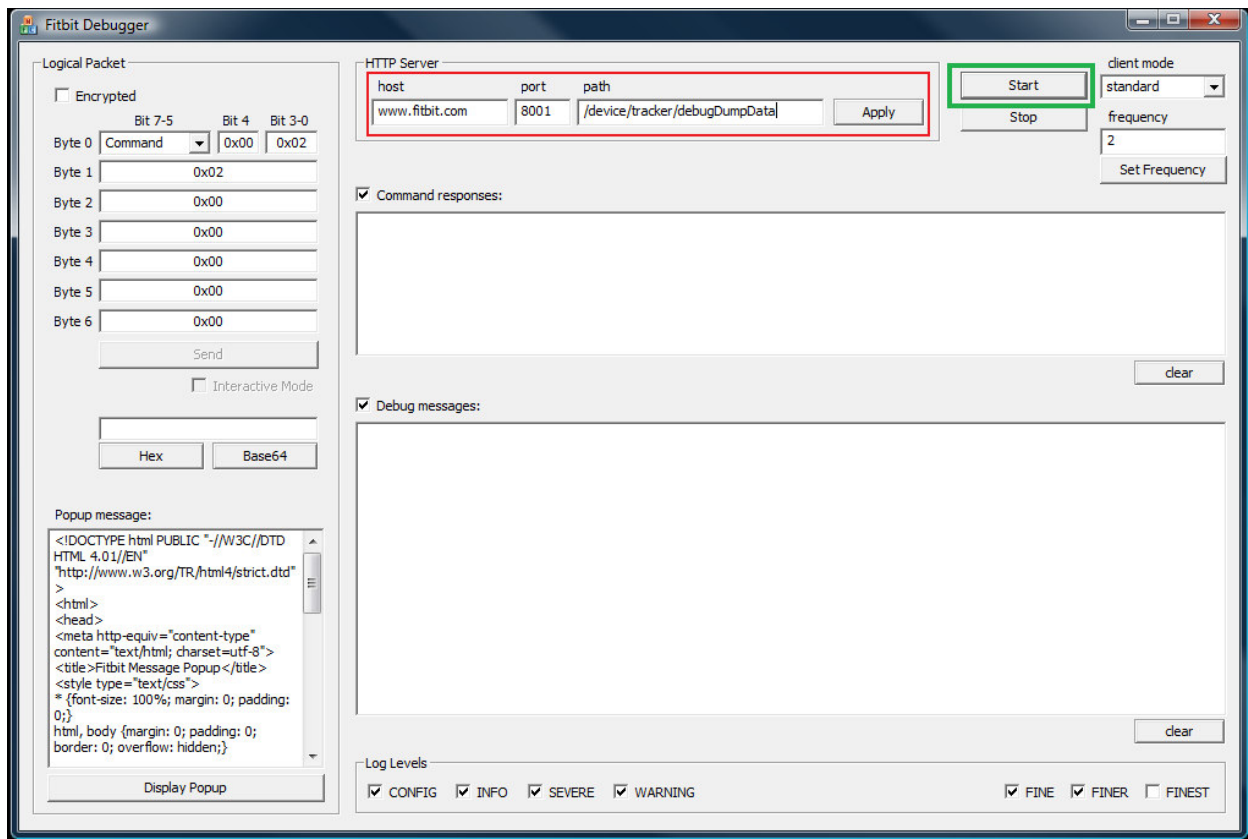 Fitbit Debugger
Logical Packet
Encrypted
Bit 7-5 Bit 4 Bit 3-0
Byte 0 Command 0x00 0x02
Byte 1 0x02
Byte 2 0x00
Byte 3 0x00
Byte 4 0x00
Byte 5 0x00
Byte 6 0x00
Send
Interactive Mode
Hex Base64
Popup message:
<!DOCTYPE html PUBLIC "-//W3C//DTD
HTML 4.01//EN"
"http://www.w3.org/TR/html4/strict.dtd"
>
<html>
<head>
<meta http-equiv="content-type"
content="text/html; charset=utf-8">
<title>Fitbit Message Popup</title>
<style type="text/css">
* {font-size: 100%; margin: 0; padding:
0;}
html, body {margin: 0; padding: 0;
border: 0; overflow: hidden;}
Display Popup
HTTP Server
host port path
www.fitbit.com 8001 /device/tracker/debugDumpData Apply
Start
Stop
client mode
standard
frequency
2
Set Frequency
Command responses:
clear
Debug messages:
clear
Log Levels
CONFIG INFO SEVERE WARNING FINE FINER FINEST